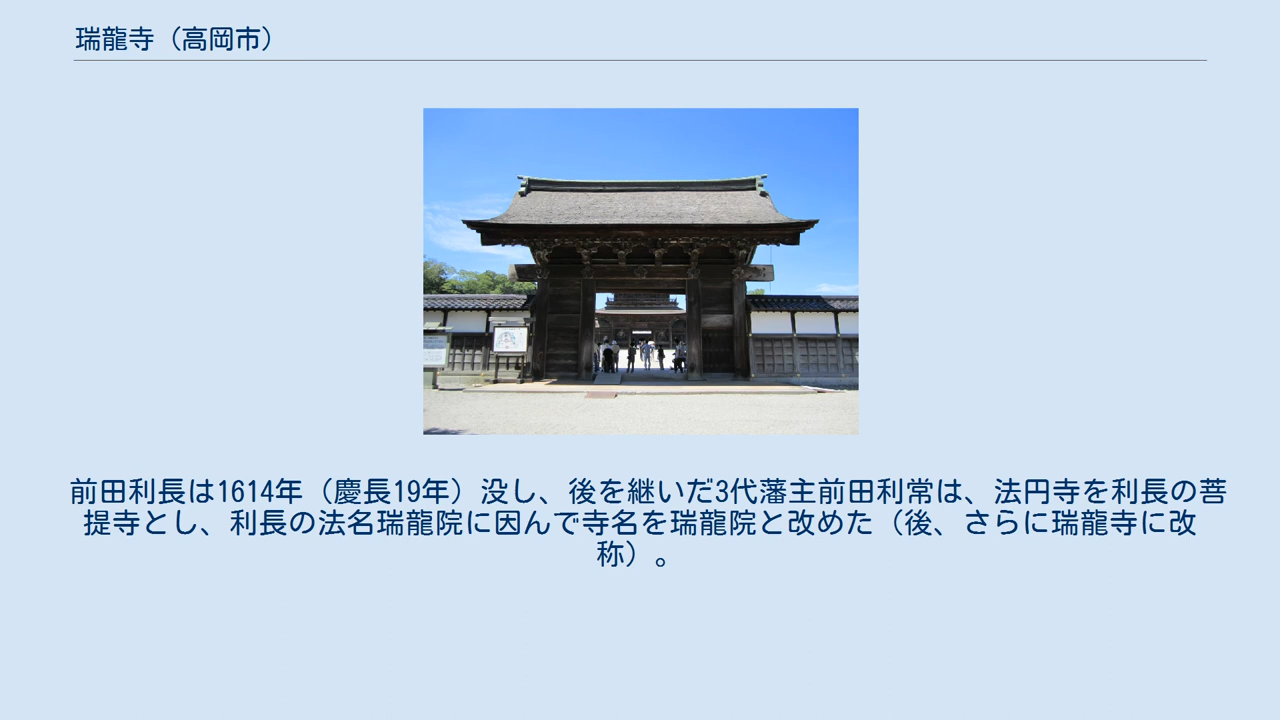 瑞龍寺（高岡市）
前田利長は1614年（慶長19年）没し、後を継いだ3代藩主前田利常は、法円寺を利長の菩
提寺とし、利長の法名瑞龍院に因んで寺名を瑞龍院と改めた（後、さらに瑞龍寺に改
称）。